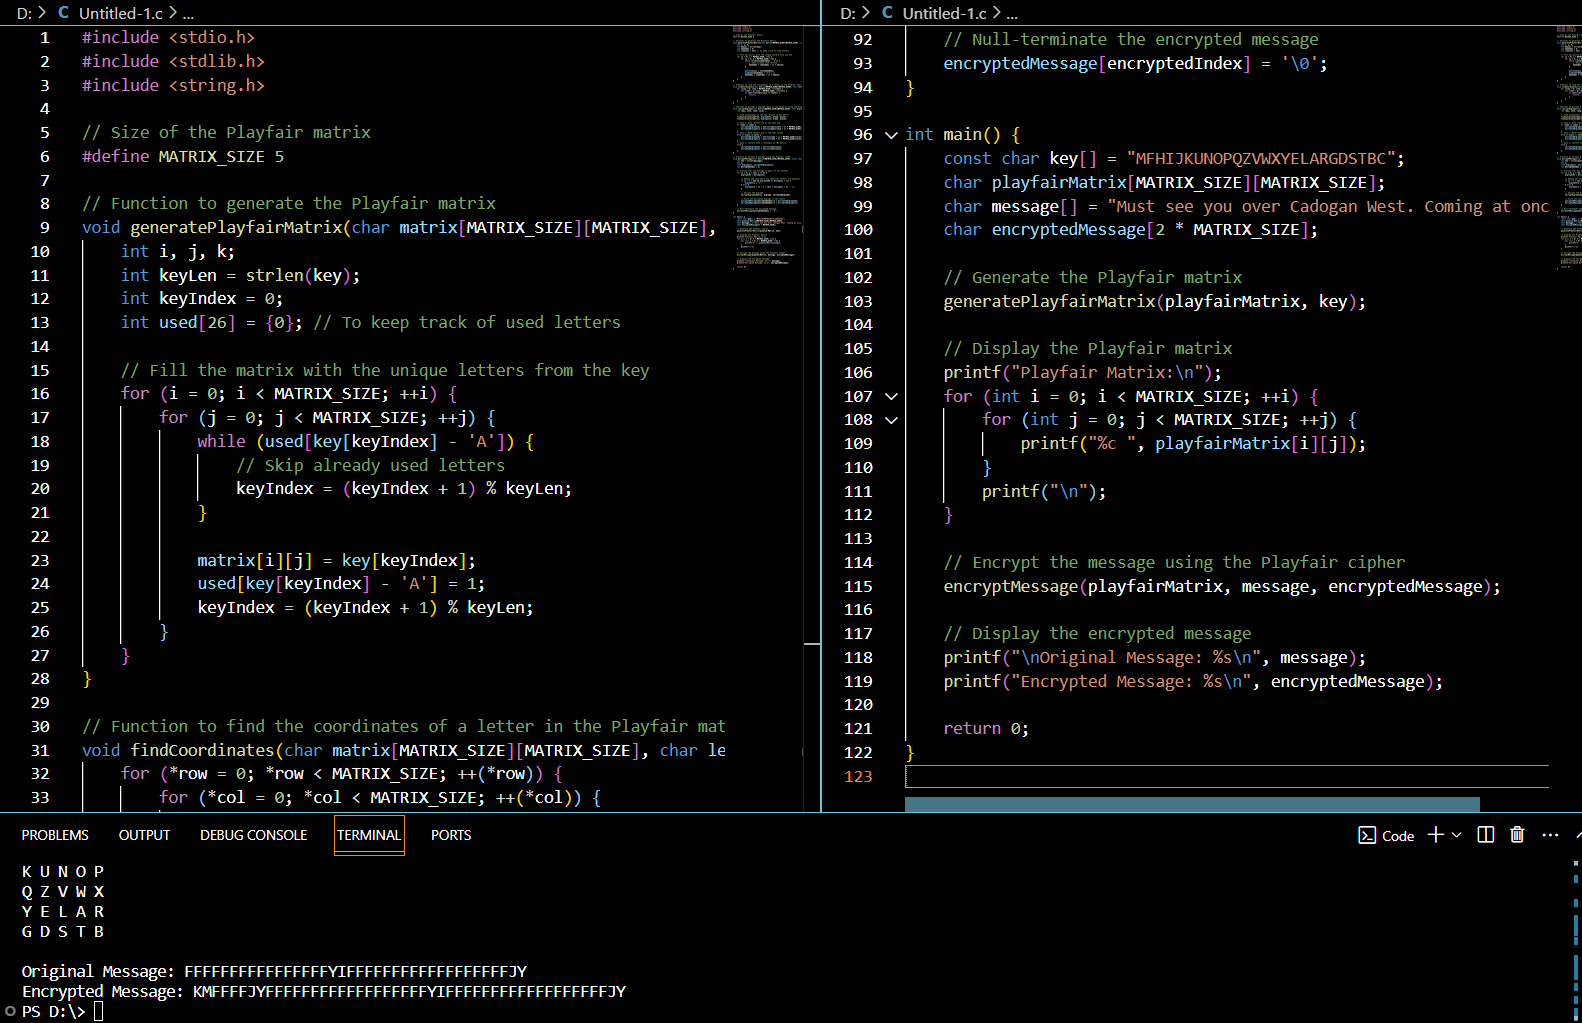 D: > C Untitled-1.c > ...
1 #include <stdio.h>
2 #include <stdlib.h>
3 #include <string.h>
4
5 // Size of the Playfair matrix
6 #define MATRIX_SIZE 5
7
8 // Function to generate the Playfair matrix
9 void generatePlayfairMatrix(char matrix[MATRIX_SIZE][MATRIX_SIZE],
10 int i, j, k;
11 int keyLen = strlen(key);
12 int keyIndex = 0;
13 int used[26] = {0}; // To keep track of used letters
14
15 // Fill the matrix with the unique letters from the key
16 for (i = 0; i < MATRIX_SIZE; ++i) {
17 for (j = 0; j < MATRIX_SIZE; ++j) {
18 while (used[key[keyIndex] - 'A']) {
19 // Skip already used letters
20 keyIndex = (keyIndex + 1) % keyLen;
21 }
22
23 matrix[i][j] = key[keyIndex];
24 used[key[keyIndex] - 'A'] = 1;
25 keyIndex = (keyIndex + 1) % keyLen;
26 }
27 }
28 }
29
30 // Function to find the coordinates of a letter in the Playfair mat
31 void findCoordinates(char matrix[MATRIX_SIZE][MATRIX_SIZE], char le
32 for (*row = 0; *row < MATRIX_SIZE; ++(*row)) {
33 for (*col = 0; *col < MATRIX_SIZE; ++(*col)) {
D: > C Untitled-1.c > ...
92 // Null-terminate the encrypted message
93 encryptedMessage[encryptedIndex] = '\0';
94 }
95
96 int main() {
97 const char key[] = "MFHIJKUNOPQZVWXYELARGDSTBC";
98 char playfairMatrix[MATRIX_SIZE][MATRIX_SIZE];
99 char message[] = "Must see you over Cadogan West. Coming at onc
100 char encryptedMessage[2 * MATRIX_SIZE];
101
102 // Generate the Playfair matrix
103 generatePlayfairMatrix(playfairMatrix, key);
104
105 // Display the Playfair matrix
106 printf("Playfair Matrix:\n");
107 for (int i = 0; i < MATRIX_SIZE; ++i) {
108 for (int j = 0; j < MATRIX_SIZE; ++j) {
109 printf("%c ", playfairMatrix[i][j]);
110 }
111 printf("\n");
112 }
113
114 // Encrypt the message using the Playfair cipher
115 encryptMessage(playfairMatrix, message, encryptedMessage);
116
117 // Display the encrypted message
118 printf("\nOriginal Message: %s\n", message);
119 printf("Encrypted Message: %s\n", encryptedMessage);
120
121 return 0;
122 }
123
PROBLEMS OUTPUT DEBUG CONSOLE TERMINAL PORTS Code
K U N O P
Q Z V W X
Y E L A R
G D S T B
Original Message: FFFFFFFFFFFFFFFFYIFFFFFFFFFFFFFFFFFFJY
Encrypted Message: KMFFFFJYFFFFFFFFFFFFFFFFFFYIFFFFFFFFFFFFFFFFFFJY
PS D:\>